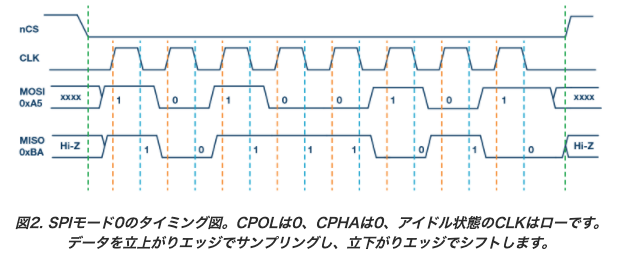 nCS
CLK
MOSI
0xA5
xxxx
1 0 1 0 0 1 0 1
xxxx
MISO
0xBA
Hi-Z
1 0 1 1 1 0 1 0
Hi-Z
図2. SPIモード0のタイミング図。CPOLは0、CPHAは0、アイドル状態のCLKはローです。
データを立上がりエッジでサンプリングし、立下がりエッジでシフトします。